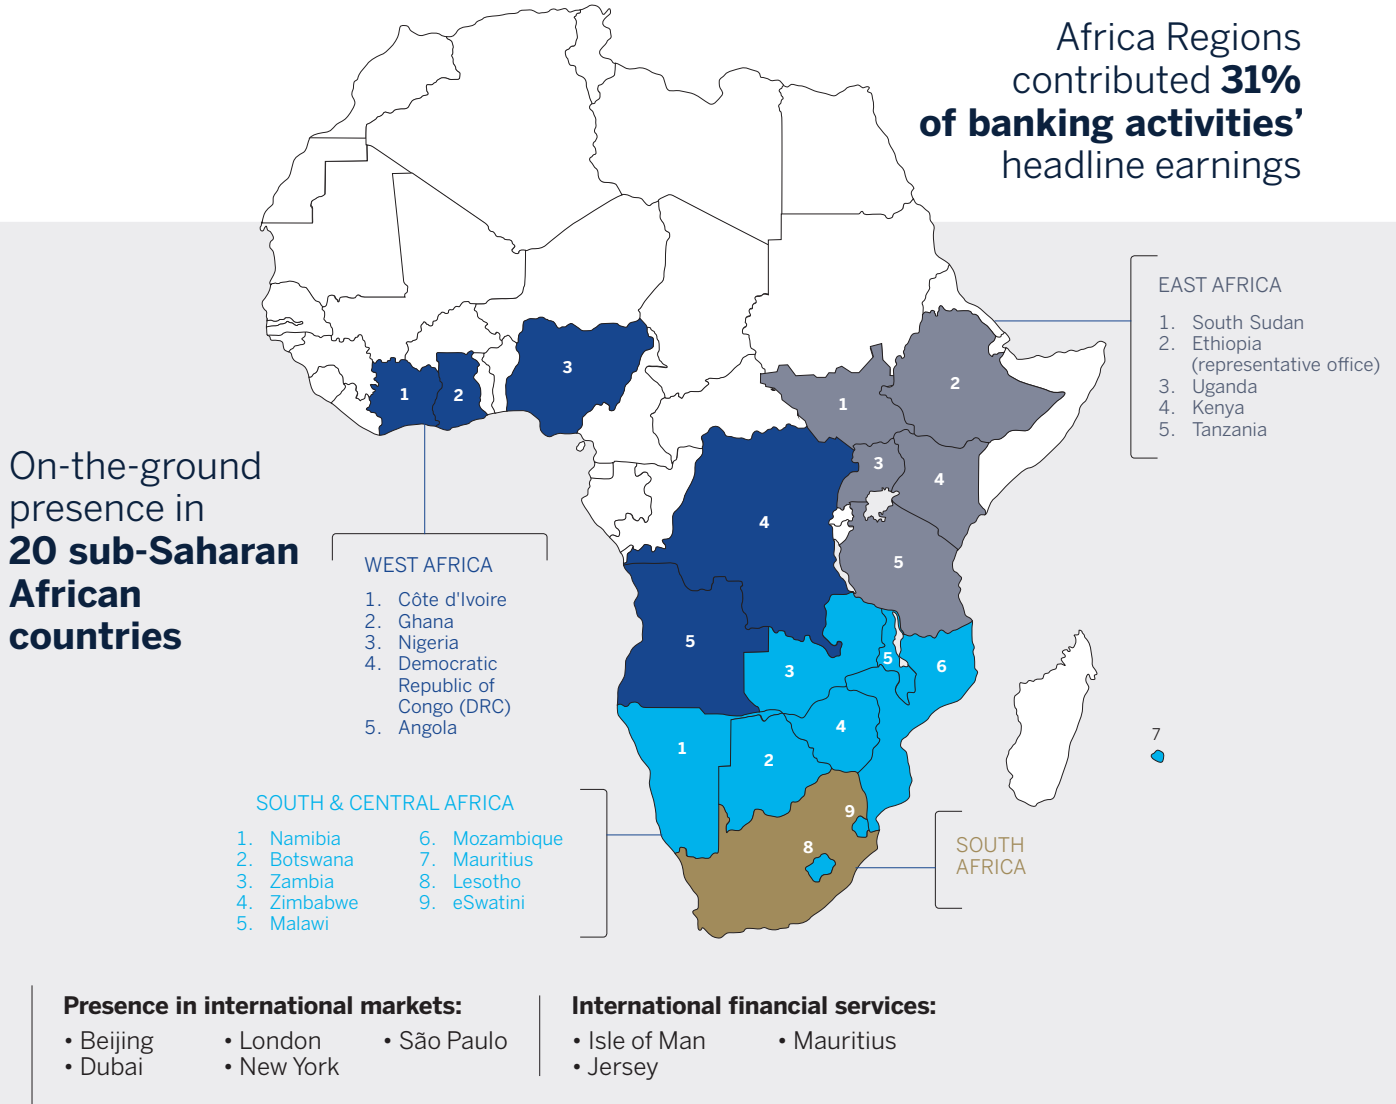 Africa Regions
contributed 31%
of banking activities’
headline earnings
EAST AFRICA
1. South Sudan
2. Ethiopia
(representative office)
3. Uganda
4. Kenya
5. Tanzania
On-the-ground
presence in
20 sub-Saharan
African
countries
WEST AFRICA
1. Côte d'Ivoire
2. Ghana
3. Nigeria
4. Democratic
Republic of
Congo (DRC)
5. Angola
1
2
3
4
5
1
2
3
4
5
1
2
3
4
5
6
7
8
9
SOUTH & CENTRAL AFRICA
1. Namibia
2. Botswana
3. Zambia
4. Zimbabwe
5. Malawi
6. Mozambique
7. Mauritius
8. Lesotho
9. eSwatini
SOUTH
AFRICA
Presence in international markets:
• Beijing
• Dubai
• London
• New York
• São Paulo
International financial services:
• Isle of Man
• Jersey
• Mauritius